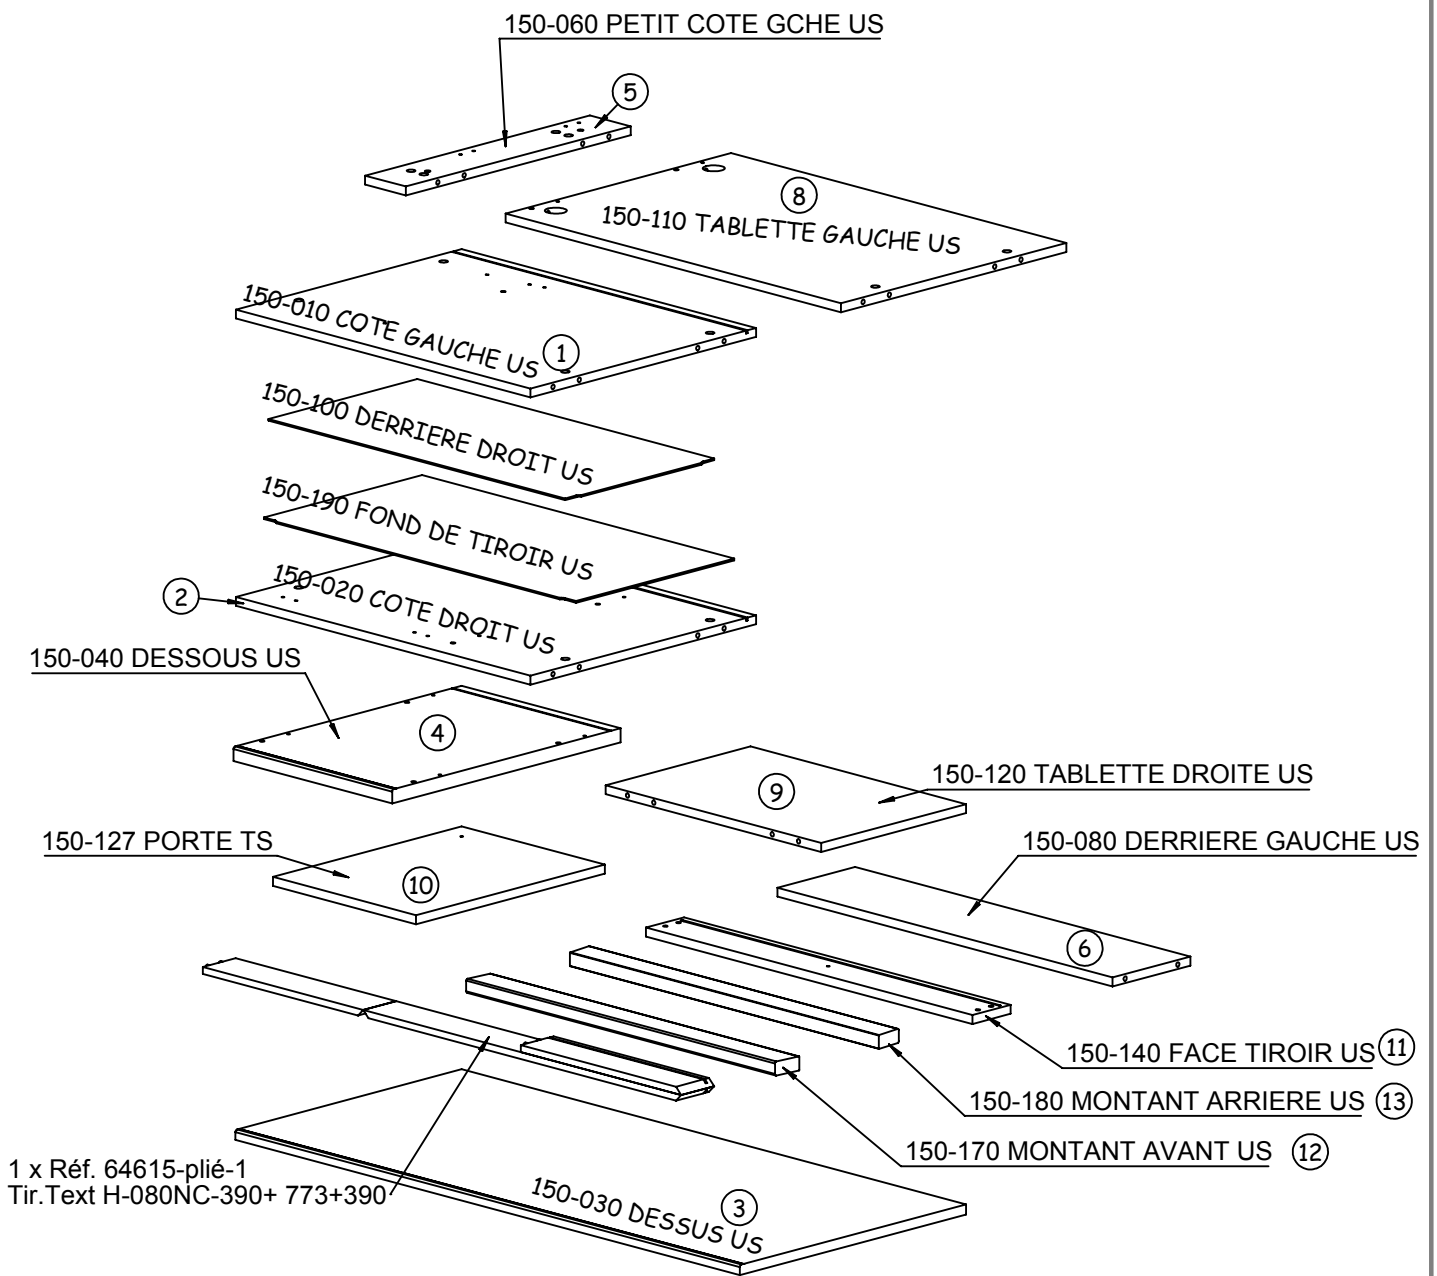 150-060 PETIT COTE GCHE US
5
8
150-110 TABLETTE GAUCHE US
150-010 COTE GAUCHE US
1
150-100 DERRIERE DROIT US
150-190 FOND DE TIROIR US
150-020 COTE DROIT US
2
150-040 DESSOUS US
4
9
150-120 TABLETTE DROITE US
150-127 PORTE TS
10
150-080 DERRIERE GAUCHE US
6
150-140 FACE TIROIR US 11
150-180 MONTANT ARRIERE US 13
150-170 MONTANT AVANT US 12
1 x Réf. 64615-plié-1
Tir.Text H-080NC-390+ 773+390
150-030 DESSUS US
3